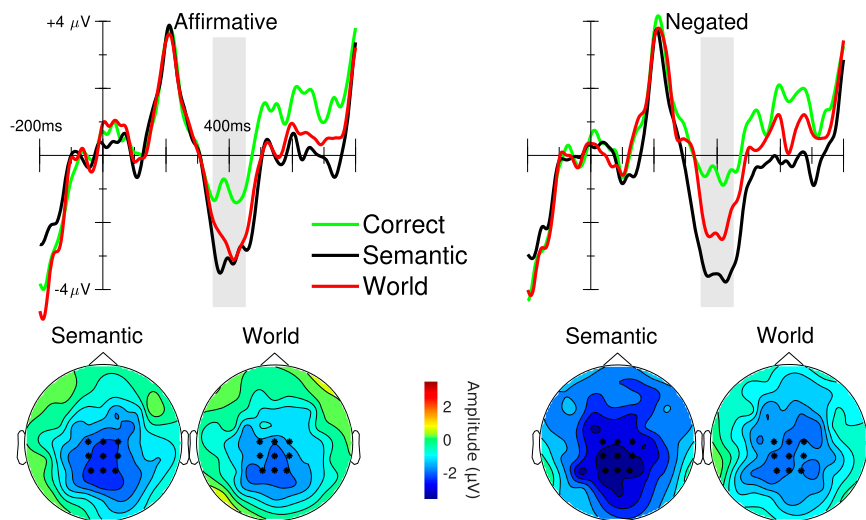 +4 μV
Affirmative
Negated
-200ms
400ms
Correct
Semantic
World
-4 μV
Semantic
World
Semantic
World
2
0
-2
Amplitude (μV)